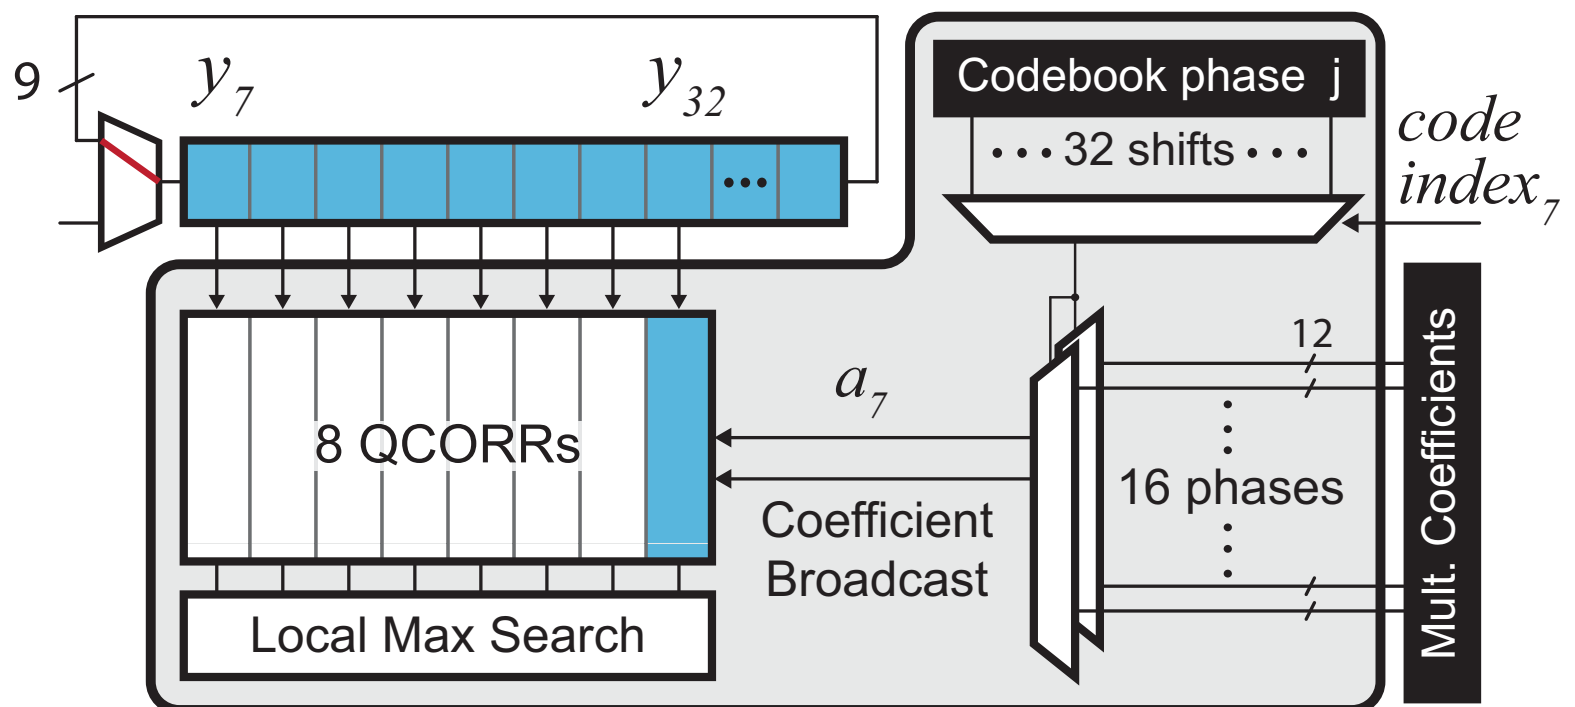 9
y7
y32
•••
Codebook phase j
••• 32 shifts •••
code
index7
12
8 QCORRs
a7
16 phases
Coefficient
Broadcast
Mult. Coefficients
Local Max Search